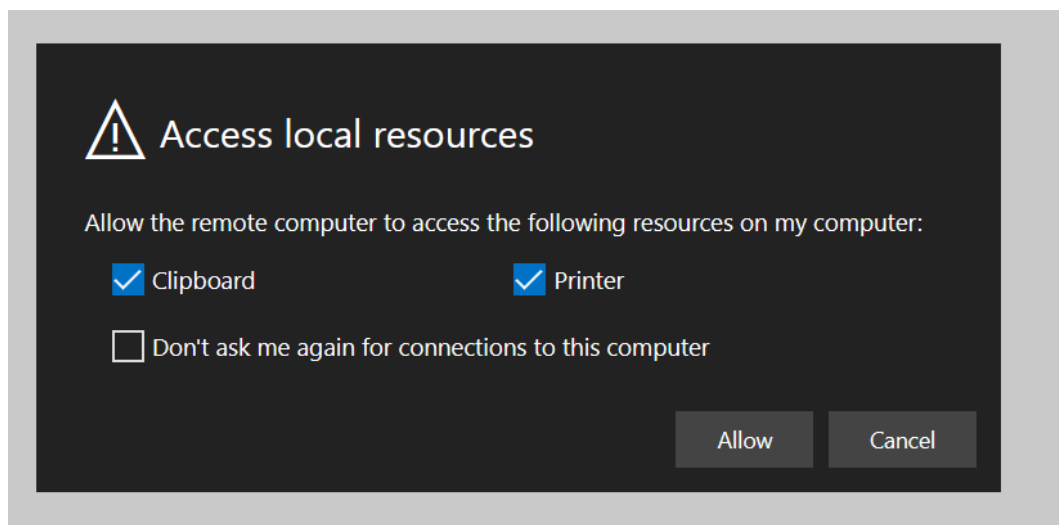 Access local resources
Allow the remote computer to access the following resources on my computer:
Clipboard Printer
Don't ask me again for connections to this computer
Allow Cancel